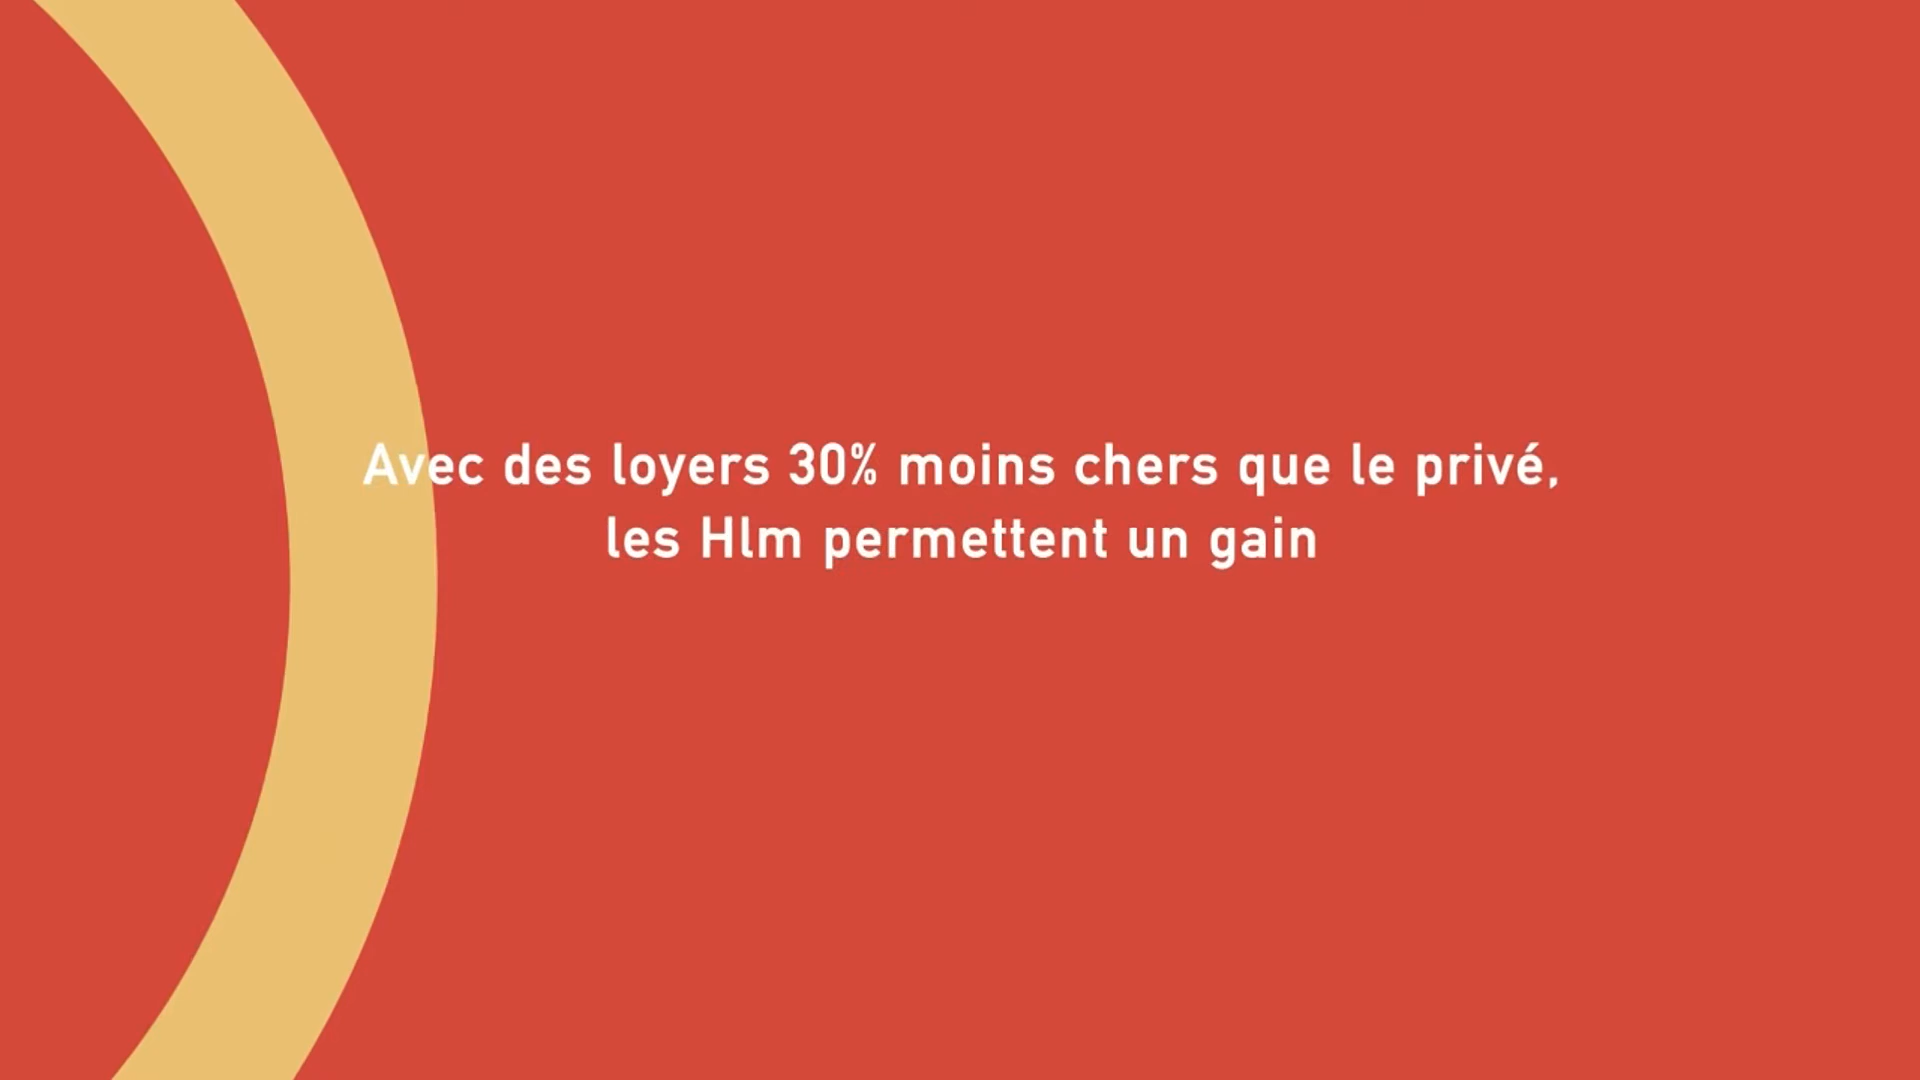 Avec des loyers 30% moins chers que le privé,
les Hlm permettent un gain